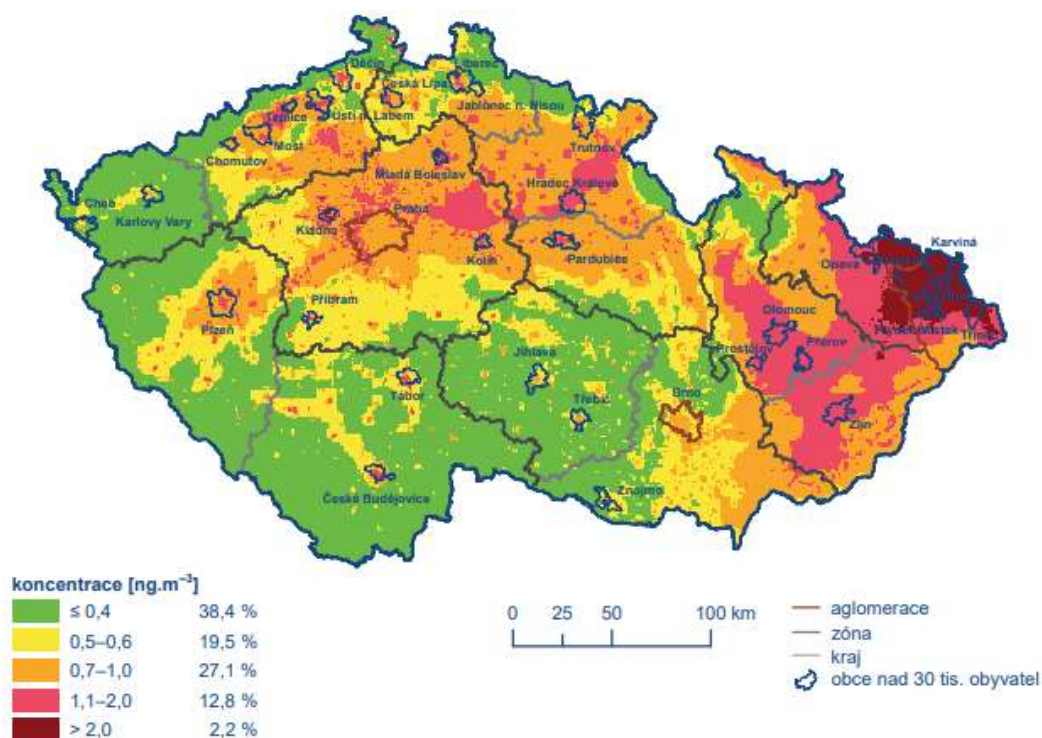 Děčín
Liberec
Česká Lípa
Jablonec n. Nisou
Teplice
Ústí n. Labem
Most
Trutnov
Chomutov
Mladá Boleslav
Hradec Králové
Cheb
Karlovy Vary
Praha
Kladno
Kolín
Pardubice
Karviná
Opava
Příbram
Plzeň
Olomouc
Třinec
Jihlava
Prostějov
Přerov
Tábor
Třebíč
Brno
Zlín
České Budějovice
Znojmo
koncentrace [ng.m⁻³]
≤ 0,4 38,4 %
0,5–0,6 19,5 %
0,7–1,0 27,1 %
1,1–2,0 12,8 %
> 2,0 2,2 %
0 25 50 100 km
aglomerace
zóna
kraj
obce nad 30 tis. obyvatel